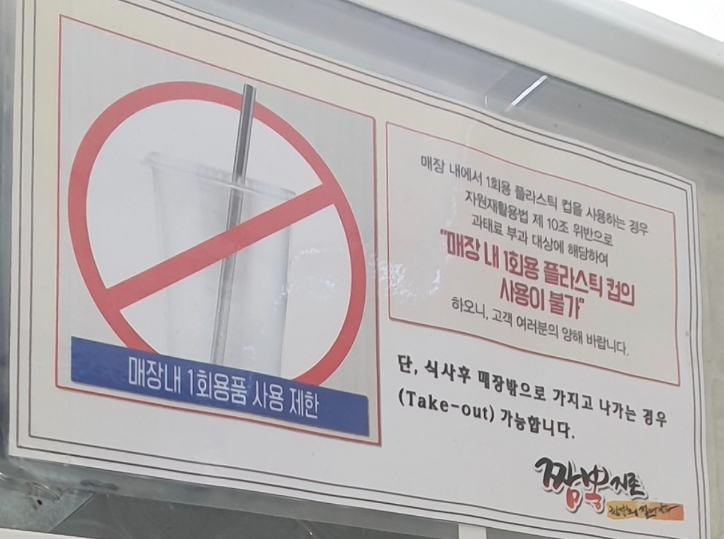 매장내 1회용품 사용 제한
매장 내에서 1회용 플라스틱 컵을 사용하는 경우
자원재활용법 제 10조 위반으로
과태료 부과 대상에 해당하여
"매장 내 1회용 플라스틱 컵의
사용이 불가"
하오니, 고객 여러분의 양해 바랍니다.
단, 식사후 매장밖으로 가지고 나가는 경우
(Take-out) 가능합니다.
짬뽕지존